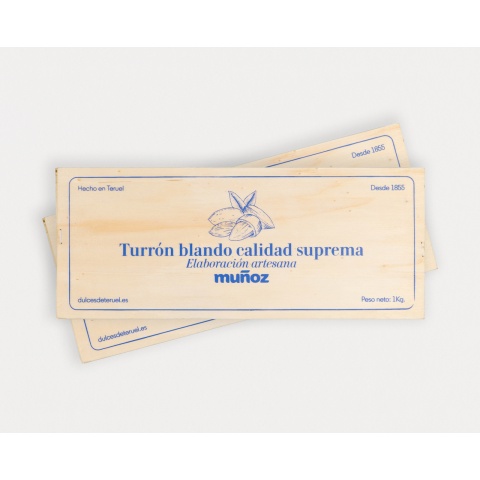 Desde 1855
Hecho en Teruel
Desde 1855
Turrón blando calidad suprema
Elaboración artesana
muñoz
dulcesdeteruel.es
Peso neto: 1Kg.
dulcesdeteruel.es